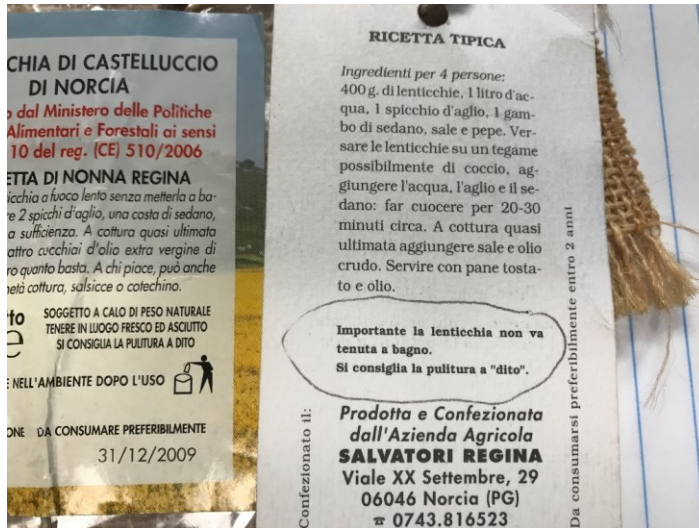 CHIA DI CASTELLUCCIO
DI NORCIA
o dal Ministero delle Politiche
Alimentari e Forestali ai sensi
10 del reg. (CE) 510/2006
ETTA DI NONNA REGINA
icchia a fuoco lento senza metterla a ba-
re 2 spicchi d'aglio, una costa di sedano,
a sufficienza. A cottura quasi ultimata
attro cucchiai d'olio extra vergine di
ro quanto basta. A chi piace, può anche
metà cottura, salsicce o cotechino.
SOGGETTO A CALO DI PESO NATURALE
TENERE IN LUOGO FRESCO ED ASCIUTTO
SI CONSIGLIA LA PULITURA A DITO
NELL'AMBIENTE DOPO L'USO
IONE DA CONSUMARE PREFERIBILMENTE
31/12/2009
RICETTA TIPICA
Ingredienti per 4 persone:
400 g. di lenticchie, 1 litro d'ac-
qua, 1 spicchio d'aglio, 1 gam-
bo di sedano, sale e pepe. Ver-
sare le lenticchie su un tegame
possibilmente di coccio, ag-
giungere l'acqua, l'aglio e il se-
dano: far cuocere per 20-30
minuti circa. A cottura quasi
ultimata aggiungere sale e olio
crudo. Servire con pane tosta-
to e olio.
Importante la lenticchia non va
tenuta a bagno.
Si consiglia la pulitura a "dito".
Prodotta e Confezionata
dall'Azienda Agricola
SALVATORI REGINA
Viale XX Settembre, 29
06046 Norcia (PG)
☎ 0743.816523
Confezionato il:
Da consumarsi preferibilmente entro 2 anni